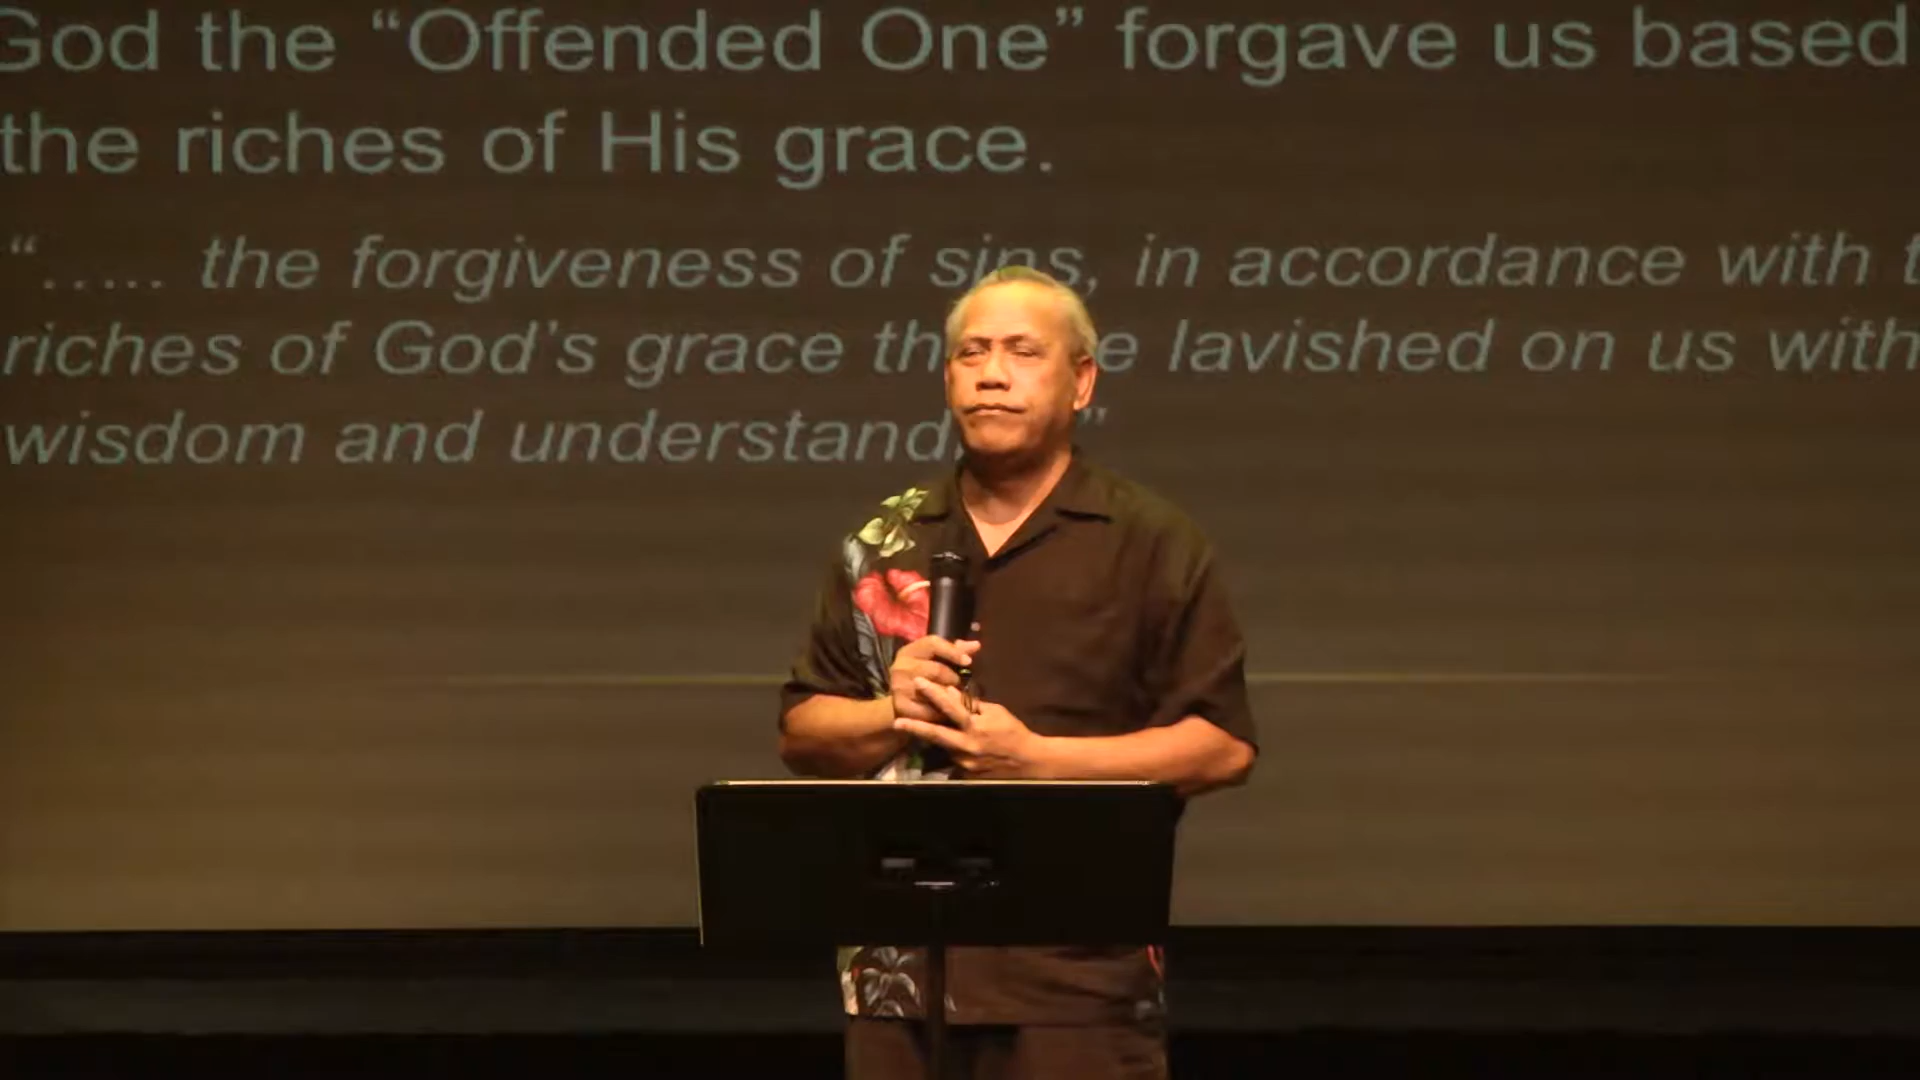 God the “Offended One” forgave us based
the riches of His grace.
“..... the forgiveness of sins, in accordance with t
riches of God's grace th e lavished on us with
wisdom and understand ”